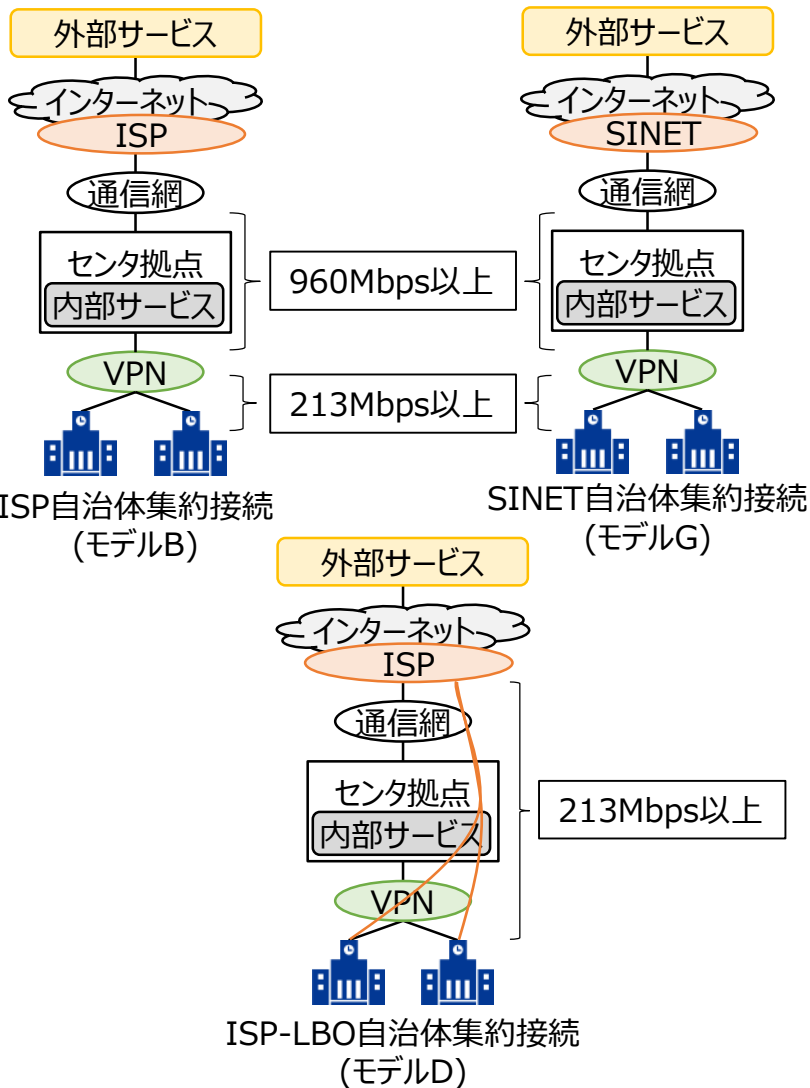 外部サービス
インターネット
ISP
通信網
センタ拠点
内部サービス
VPN
ISP自治体集約接続
(モデルB)
960Mbps以上
213Mbps以上
外部サービス
インターネット
SINET
通信網
センタ拠点
内部サービス
VPN
SINET自治体集約接続
(モデルG)
外部サービス
インターネット
ISP
通信網
センタ拠点
内部サービス
VPN
213Mbps以上
ISP-LBO自治体集約接続
(モデルD)